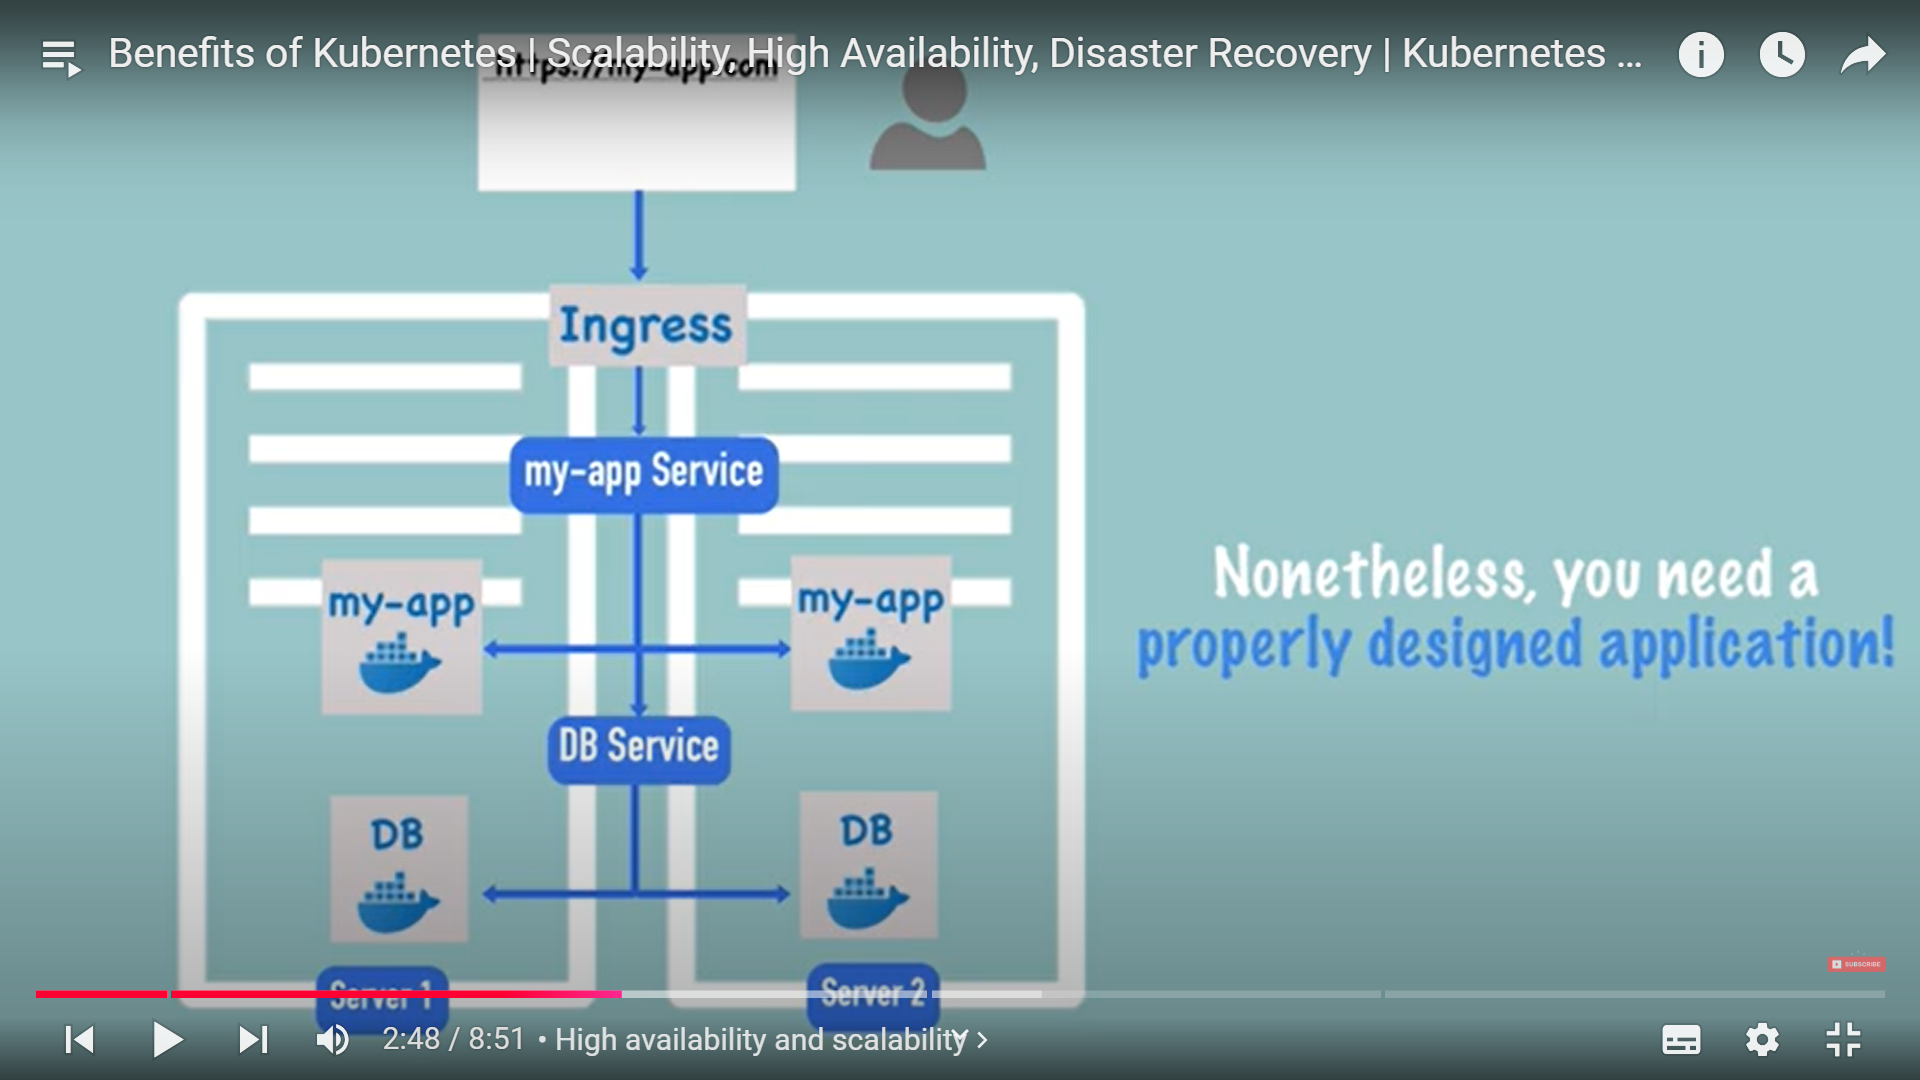 Benefits of Kubernetes | Scalability, High Availability, Disaster Recovery | Kubernetes ...
https://my-app.com
Ingress
my-app Service
my-app
my-app
Nonetheless, you need a
properly designed application!
DB Service
DB
DB
SUBSCRIBE
Server 1
Server 2
2:48 / 8:51 • High availability and scalability